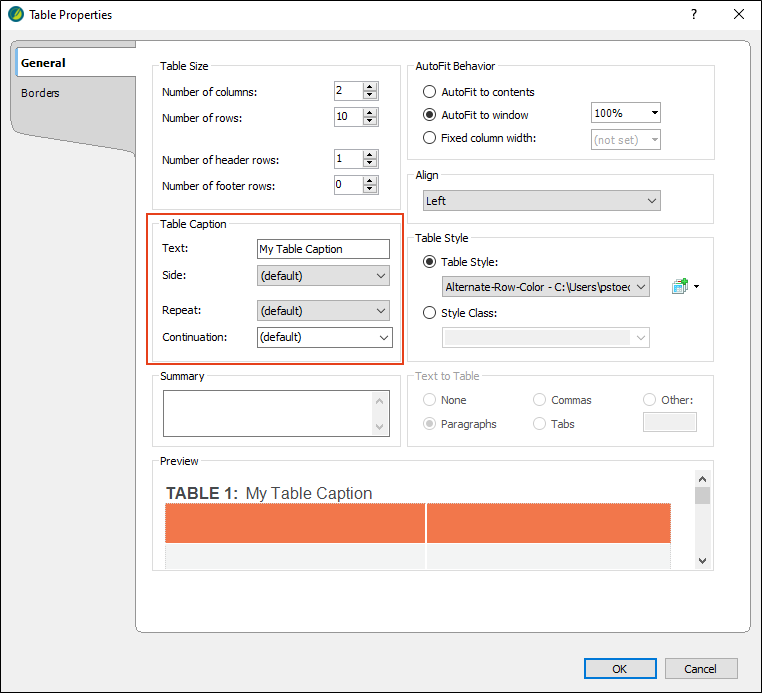 Table Properties
?
General
Borders
Table Size
Number of columns: 2
Number of rows: 10
Number of header rows: 1
Number of footer rows: 0
AutoFit Behavior
AutoFit to contents
AutoFit to window 100%
Fixed column width: (not set)
Align
Left
Table Caption
Text: My Table Caption
Side: (default)
Repeat: (default)
Continuation: (default)
Table Style
Table Style:
Alternate-Row-Color - C:\Users\pstoec
Style Class:
Summary
Text to Table
None Commas Other:
Paragraphs Tabs
Preview
TABLE 1: My Table Caption
OK Cancel